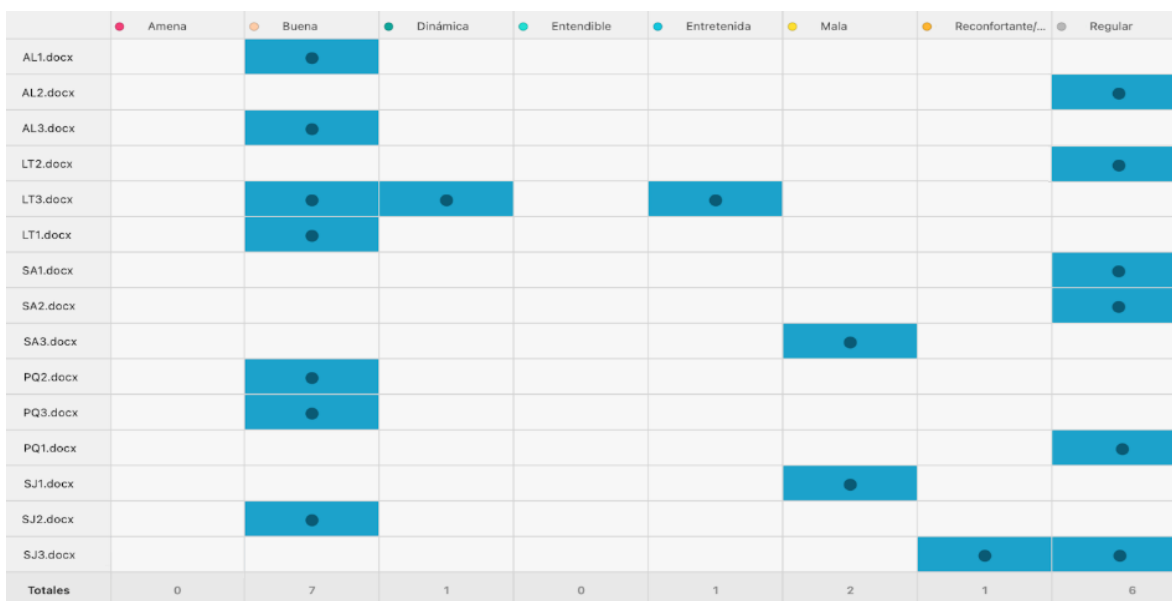 Amena Buena Dinámica Entendible Entretenida Mala Reconfortante/... Regular
AL1.docx
AL2.docx
AL3.docx
LT2.docx
LT3.docx
LT1.docx
SA1.docx
SA2.docx
SA3.docx
PQ2.docx
PQ3.docx
PQ1.docx
SJ1.docx
SJ2.docx
SJ3.docx
Totales 0 7 1 0 1 2 1 6